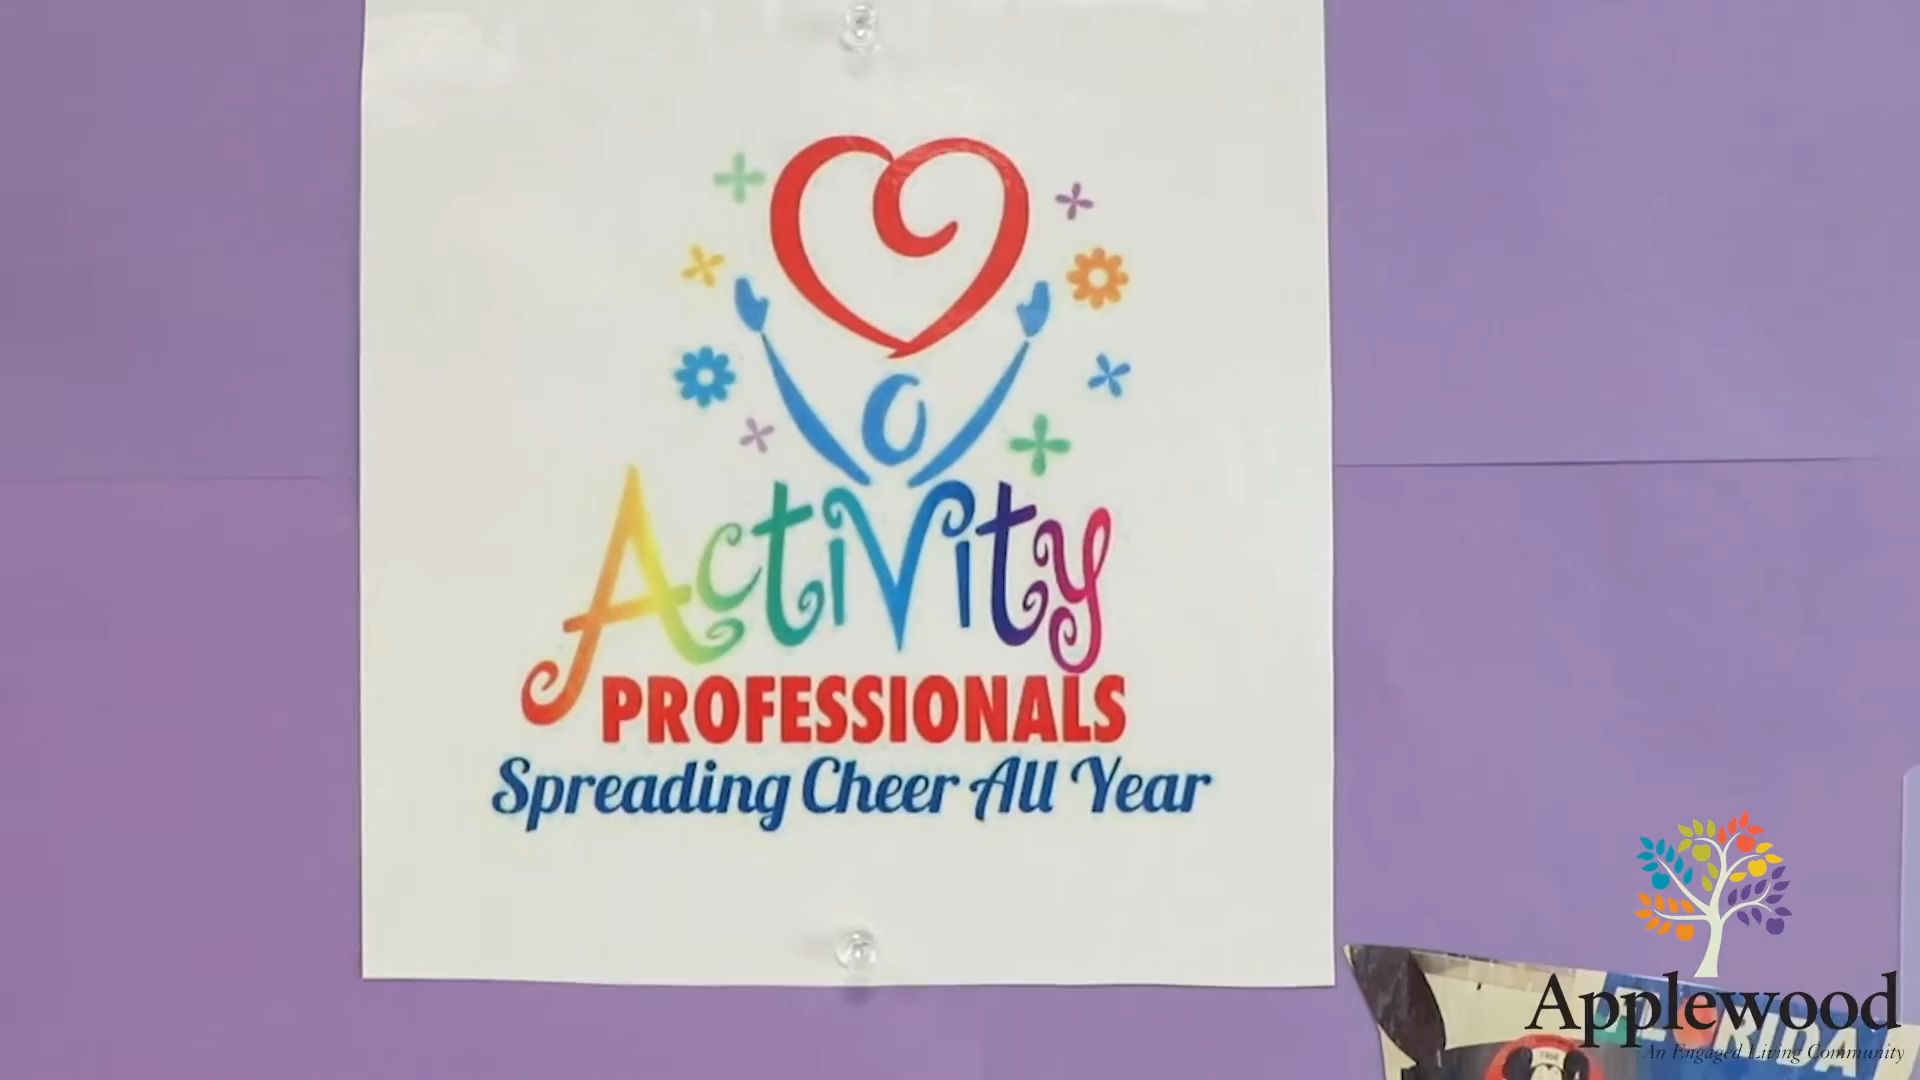 Activity
PROFESSIONALS
Spreading Cheer All Year
Applewood
An Engaged Living Community